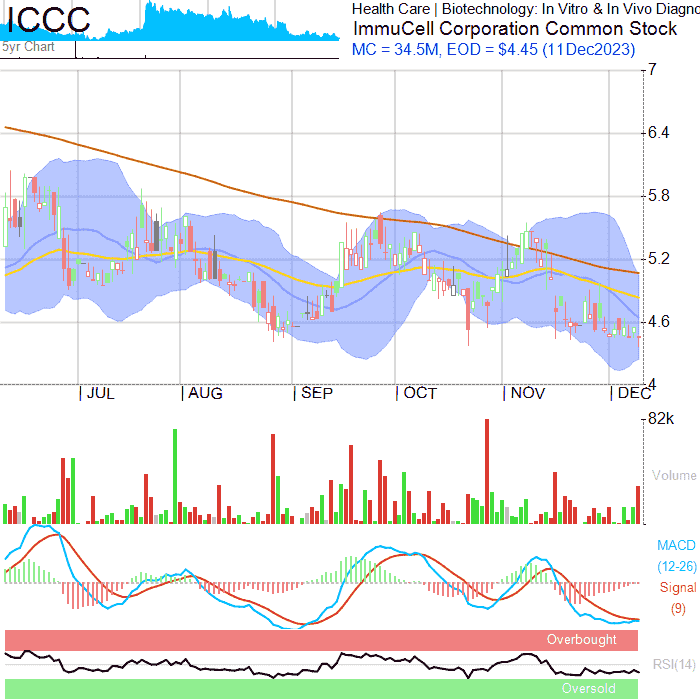 ICCC
5yr Chart
Health Care | Biotechnology: In Vitro & In Vivo Diagno
ImmuCell Corporation Common Stock
MC = 34.5M, EOD = $4.45 (11Dec2023)
7
6.4
5.8
5.2
4.6
4
| JUL | AUG | SEP | OCT | NOV | DEC
82k
Volume
MACD
(12-26)
Signal
(9)
Overbought
RSI(14)
Oversold